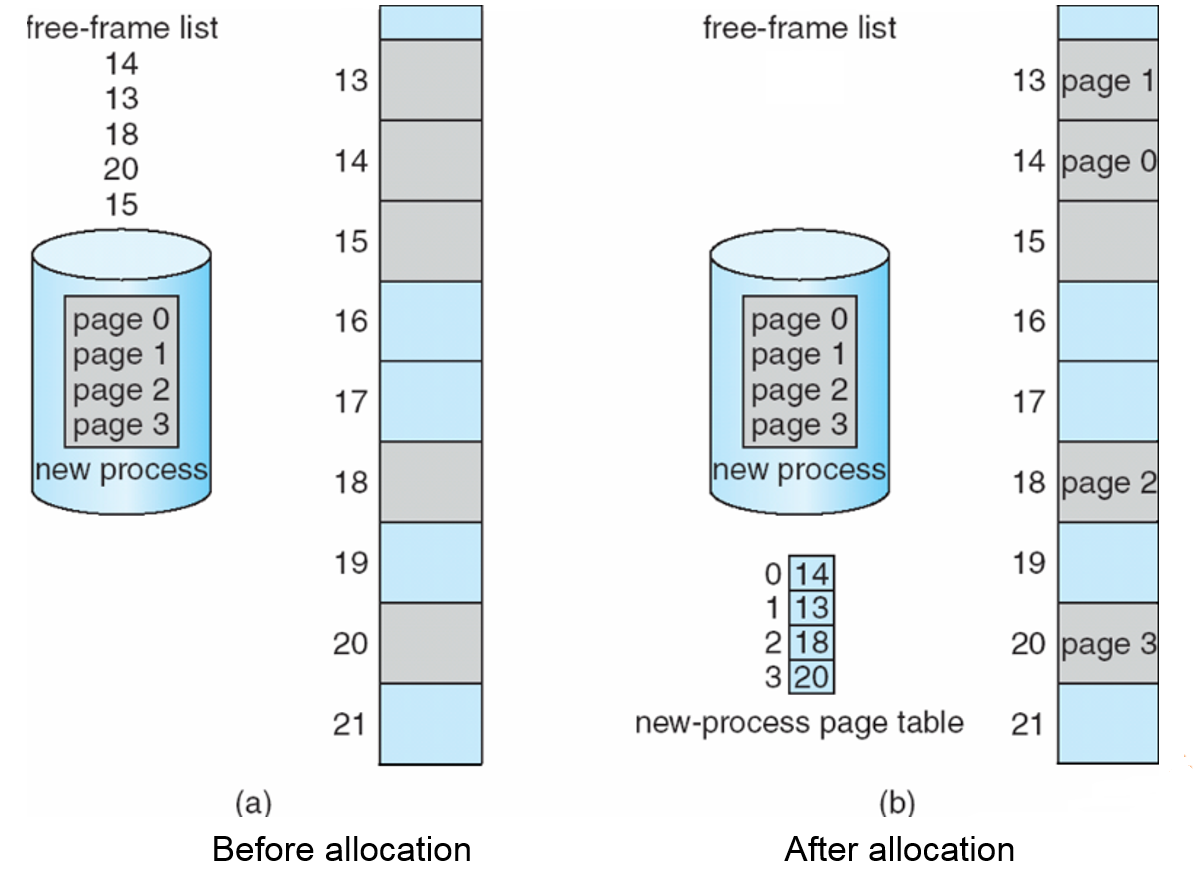 free-frame list
14
13
18
20
15
page 0
page 1
page 2
page 3
new process
13
14
15
16
17
18
19
20
21
(a)
Before allocation
free-frame list
page 0
page 1
page 2
page 3
new process
0 14
1 13
2 18
3 20
new-process page table
13 page 1
14 page 0
15
16
17
18 page 2
19
20 page 3
21
(b)
After allocation